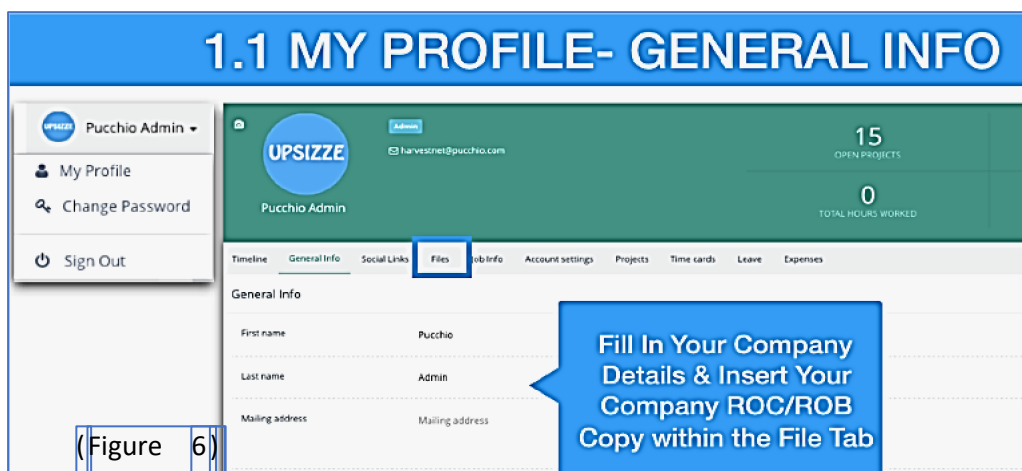 1.1 MY PROFILE- GENERAL INFO
UPSIZZE Pucchio Admin
My Profile
Change Password
Sign Out
UPSIZZE
Pucchio Admin
Admin
harvestnet@pucchio.com
15
OPEN PROJECTS
0
TOTAL HOURS WORKED
Timeline General Info Social Links Files Job Info Account settings Projects Time cards Leave Expenses
General Info
First name Pucchio
Last name Admin
Mailing address Mailing address
Fill In Your Company
Details & Insert Your
Company ROC/ROB
Copy within the File Tab
(Figure 6)